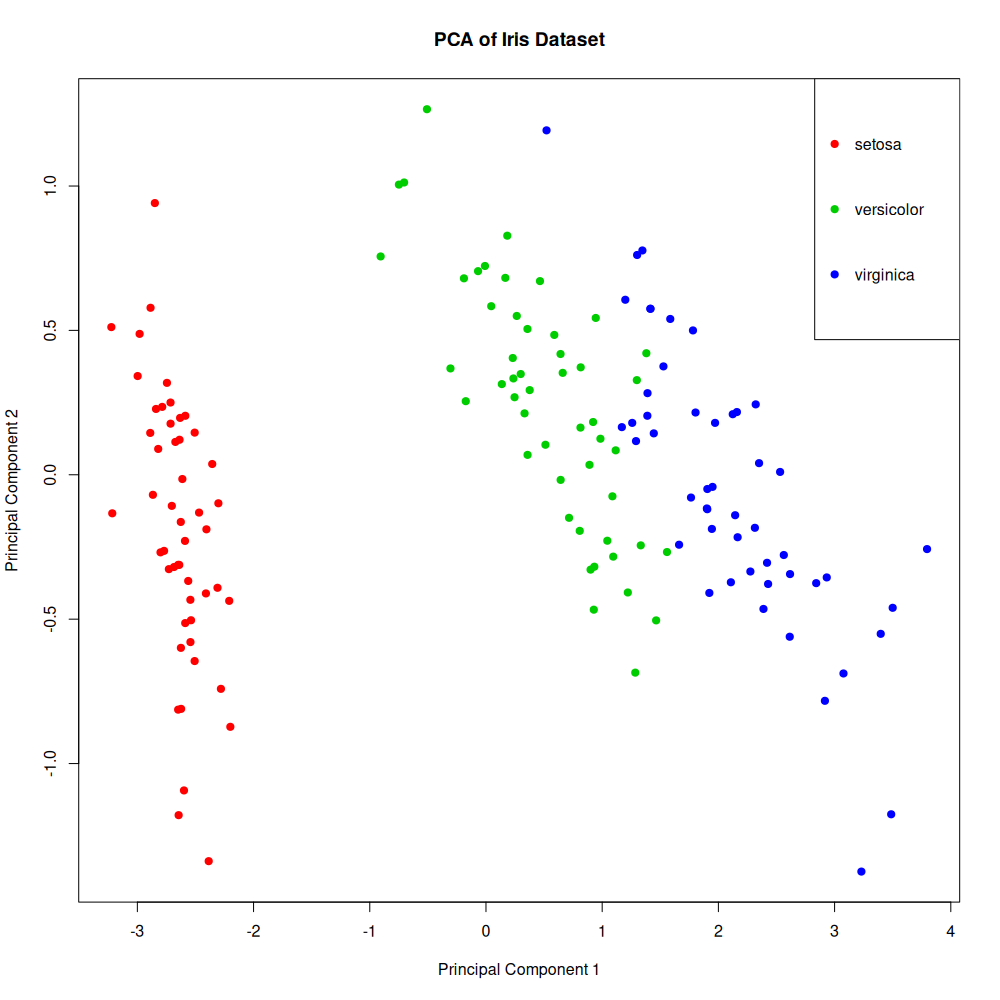 PCA of Iris Dataset
setosa
versicolor
virginica
Principal Component 2
1.0
0.5
0.0
-0.5
-1.0
-3
-2
-1
0
1
2
3
4
Principal Component 1